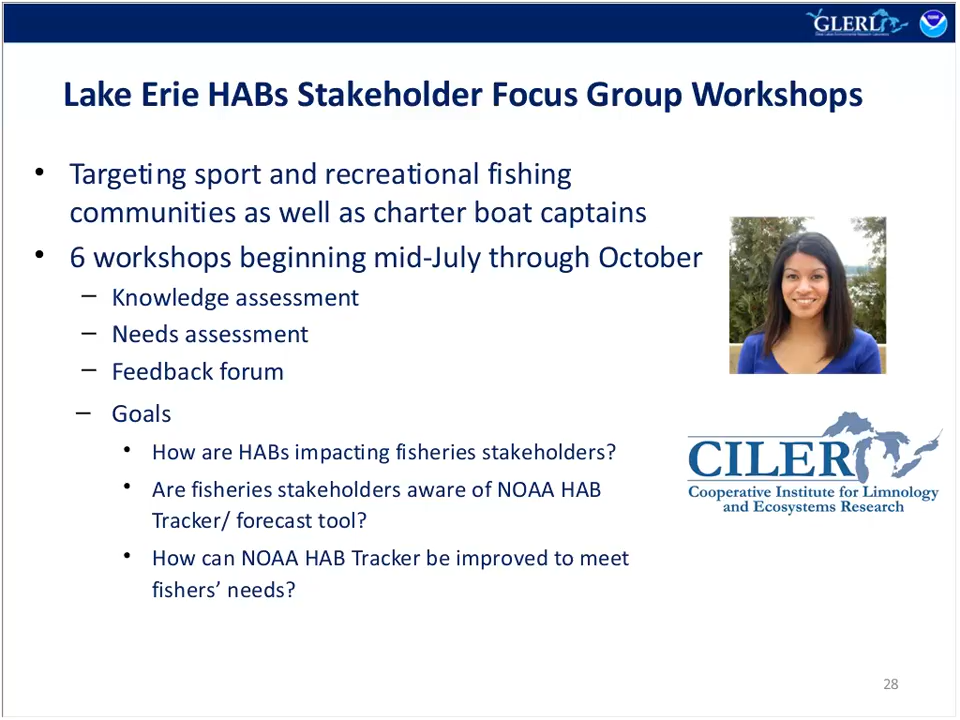 GLERL
Lake Erie HABs Stakeholder Focus Group Workshops
• Targeting sport and recreational fishing
communities as well as charter boat captains
• 6 workshops beginning mid-July through October
– Knowledge assessment
– Needs assessment
– Feedback forum
– Goals
• How are HABs impacting fisheries stakeholders?
• Are fisheries stakeholders aware of NOAA HAB
Tracker/ forecast tool?
• How can NOAA HAB Tracker be improved to meet
fishers’ needs?
CILER
Cooperative Institute for Limnology
and Ecosystems Research
28